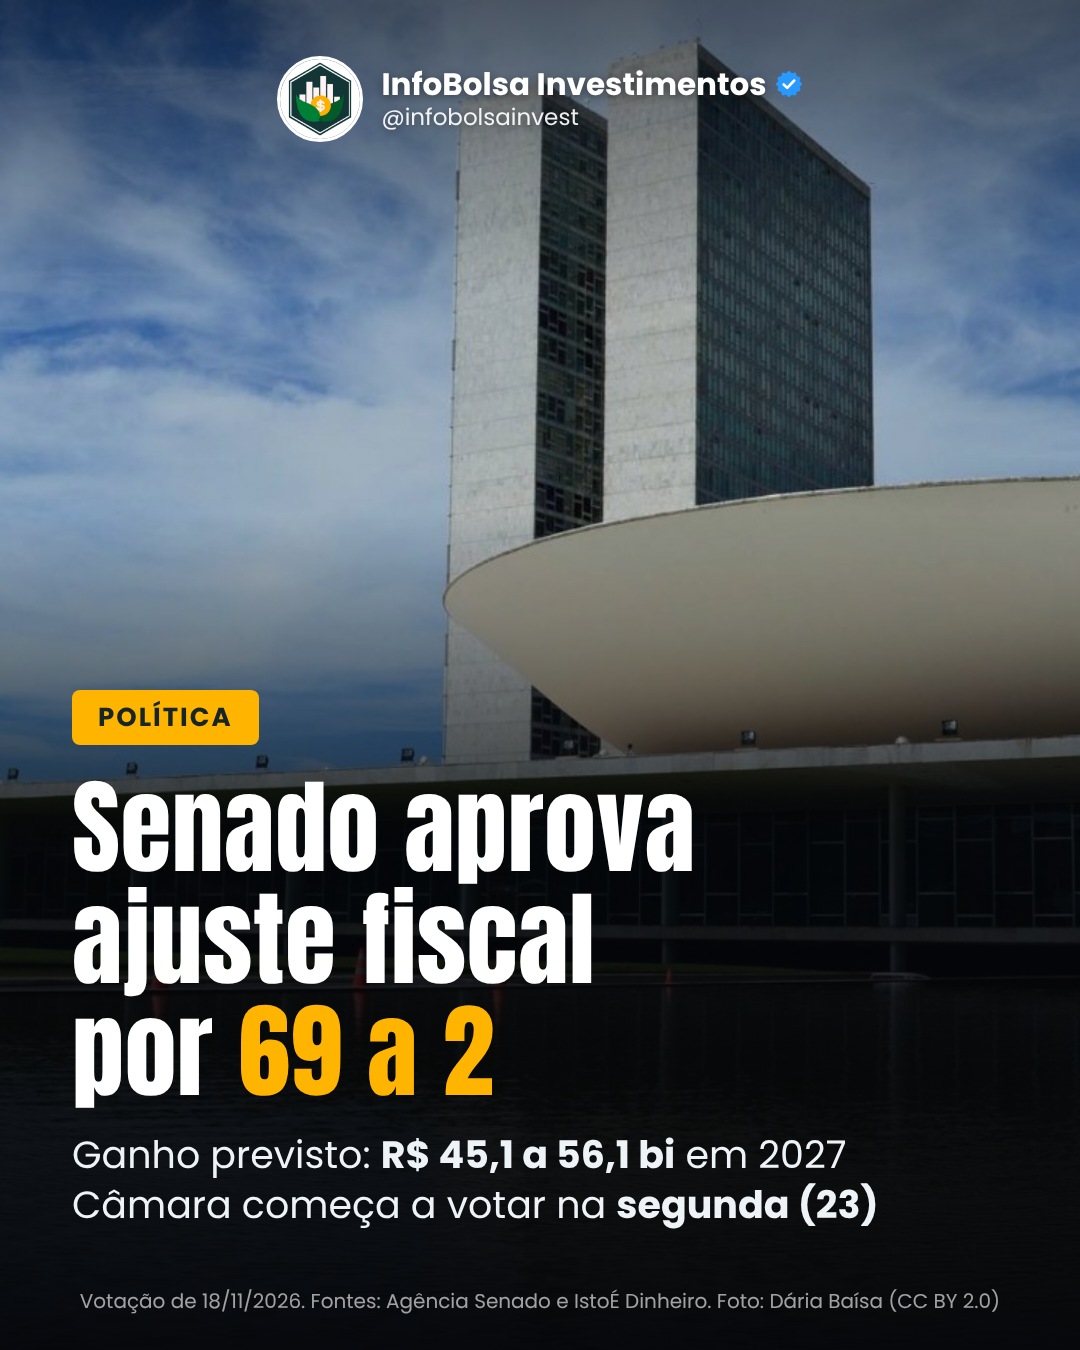 InfoBolsa Investimentos
@infobolsainvest
POLÍTICA
Senado aprova
ajuste fiscal
por 69 a 2
Ganho previsto: R$ 45,1 a 56,1 bi em 2027
Câmara começa a votar na segunda (23)
Votação de 18/11/2026. Fontes: Agência Senado e IstoÉ Dinheiro. Foto: Dária Baísa (CC BY 2.0)